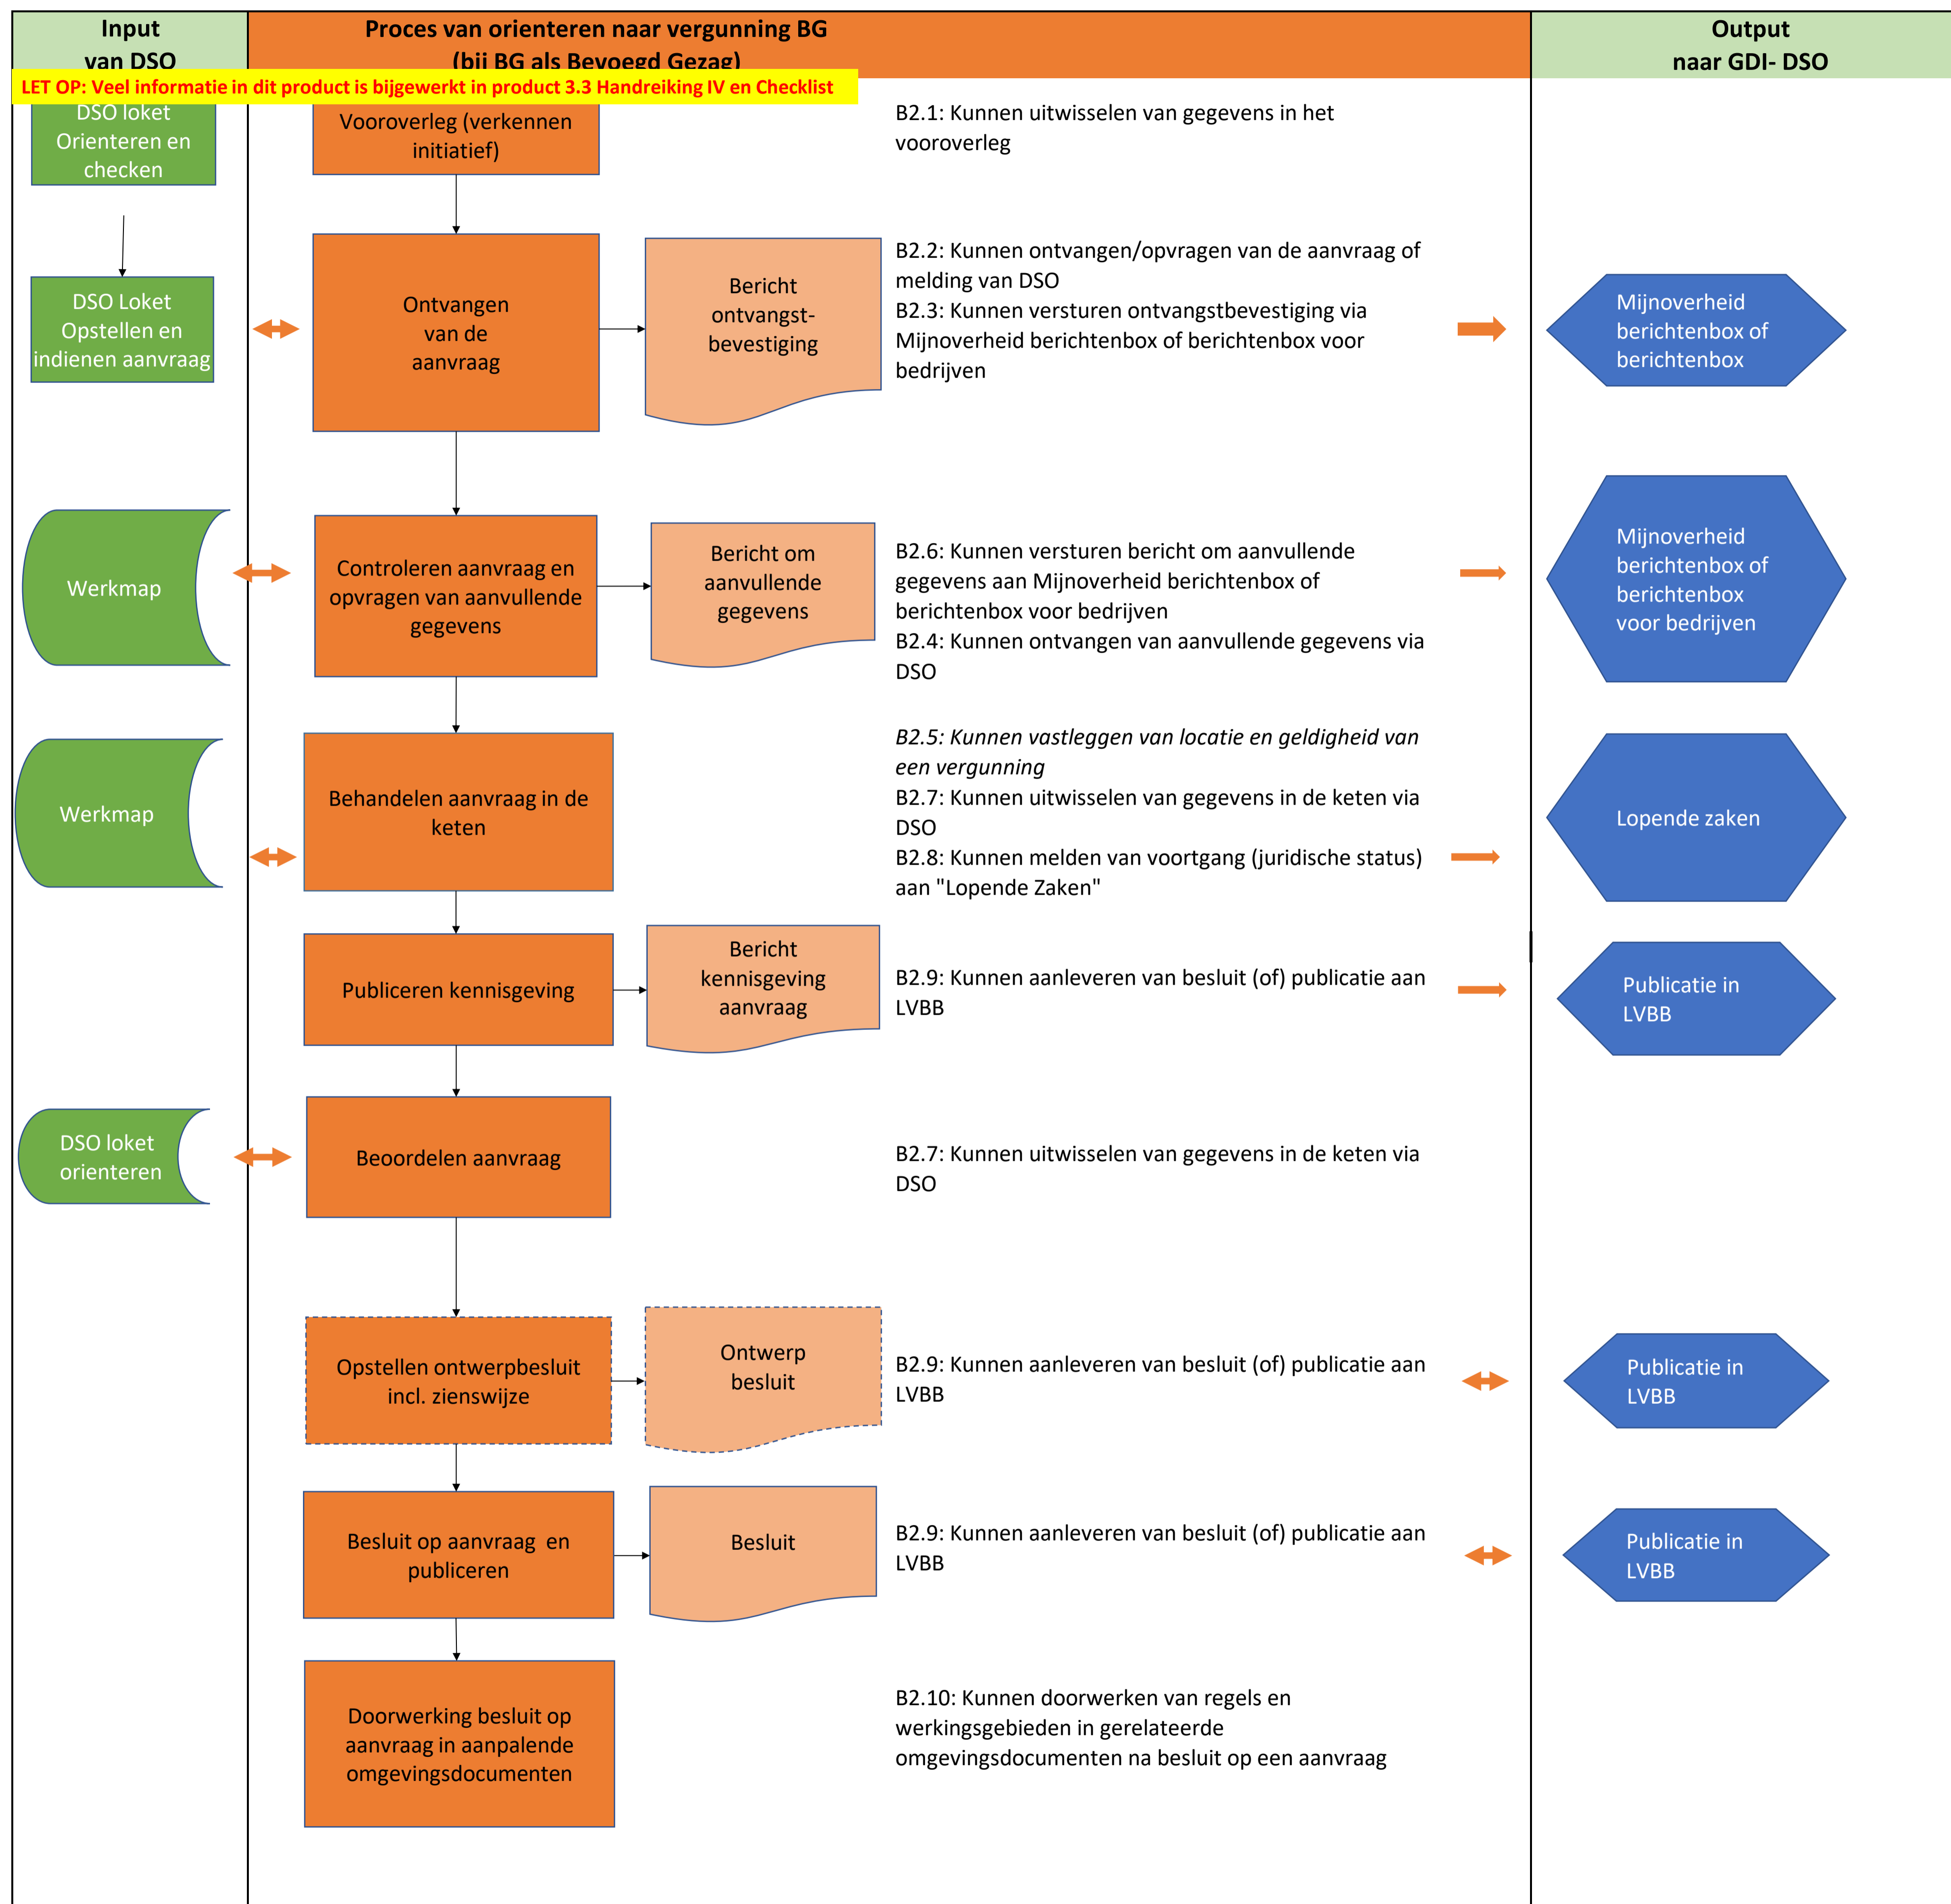 Input
van DSO
Proces van orienteren naar vergunning BG
(bij BG als Bevoegd Gezag)
Output
naar GDI- DSO
LET OP: Veel informatie in dit product is bijgewerkt in product 3.3 Handreiking IV en Checklist
DSO loket
Orienteren en
checken
Vooroverleg (verkennen
initiatief)
B2.1: Kunnen uitwisselen van gegevens in het
vooroverleg
DSO Loket
Opstellen en
indienen aanvraag
Ontvangen
van de
aanvraag
Bericht
ontvangst-
bevestiging
B2.2: Kunnen ontvangen/opvragen van de aanvraag of
melding van DSO
B2.3: Kunnen versturen ontvangstbevestiging via
Mijnoverheid berichtenbox of berichtenbox voor
bedrijven
Mijnoverheid
berichtenbox of
berichtenbox
Werkmap
Controleren aanvraag en
opvragen van aanvullende
gegevens
Bericht om
aanvullende
gegevens
B2.6: Kunnen versturen bericht om aanvullende
gegevens aan Mijnoverheid berichtenbox of
berichtenbox voor bedrijven
B2.4: Kunnen ontvangen van aanvullende gegevens via
DSO
Mijnoverheid
berichtenbox of
berichtenbox
voor bedrijven
Werkmap
Behandelen aanvraag in de
keten
B2.5: Kunnen vastleggen van locatie en geldigheid van
een vergunning
B2.7: Kunnen uitwisselen van gegevens in de keten via
DSO
B2.8: Kunnen melden van voortgang (juridische status)
aan "Lopende Zaken"
Lopende zaken
Publiceren kennisgeving
Bericht
kennisgeving
aanvraag
B2.9: Kunnen aanleveren van besluit (of) publicatie aan
LVBB
Publicatie in
LVBB
DSO loket
orienteren
Beoordelen aanvraag
B2.7: Kunnen uitwisselen van gegevens in de keten via
DSO
Opstellen ontwerpbesluit
incl. zienswijze
Ontwerp
besluit
B2.9: Kunnen aanleveren van besluit (of) publicatie aan
LVBB
Publicatie in
LVBB
Besluit op aanvraag  en
publiceren
Besluit
B2.9: Kunnen aanleveren van besluit (of) publicatie aan
LVBB
Publicatie in
LVBB
Doorwerking besluit op
aanvraag in aanpalende
omgevingsdocumenten
B2.10: Kunnen doorwerken van regels en
werkingsgebieden in gerelateerde
omgevingsdocumenten na besluit op een aanvraag